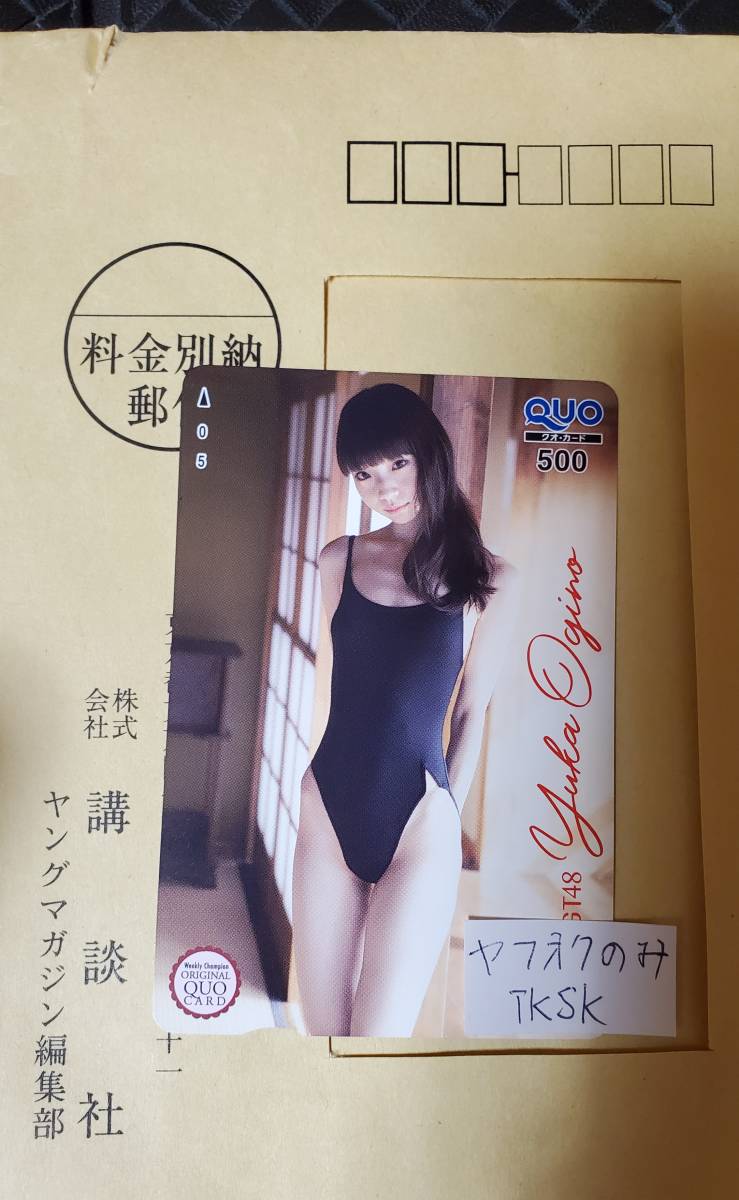 料金別納
郵
QUO
クオ・カード
500
0
5
Yuka Ogino
GT48
Weekly Champion
ORIGINAL
QUO
CARD
ヤフオクのみ
TKSK
十一
株式
会社
講談社
ヤングマガジン編集部